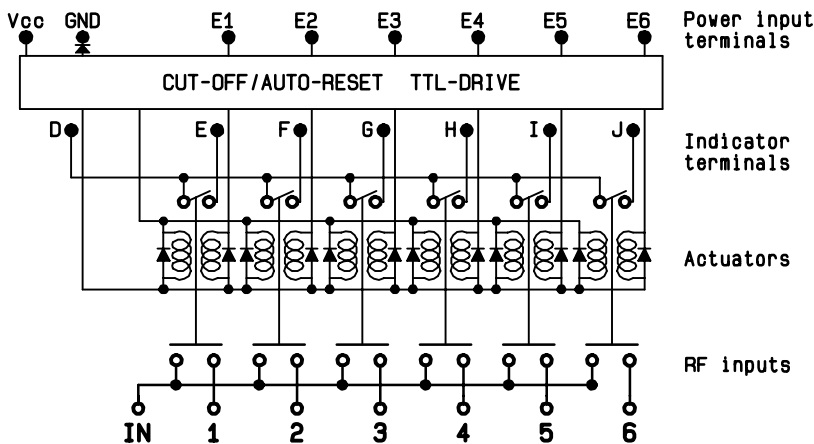 Vcc GND E1 E2 E3 E4 E5 E6 Power input
terminals
CUT-OFF/AUTO-RESET TTL-DRIVE
D E F G H I J
Indicator
terminals
Actuators
RF inputs
IN 1 2 3 4 5 6